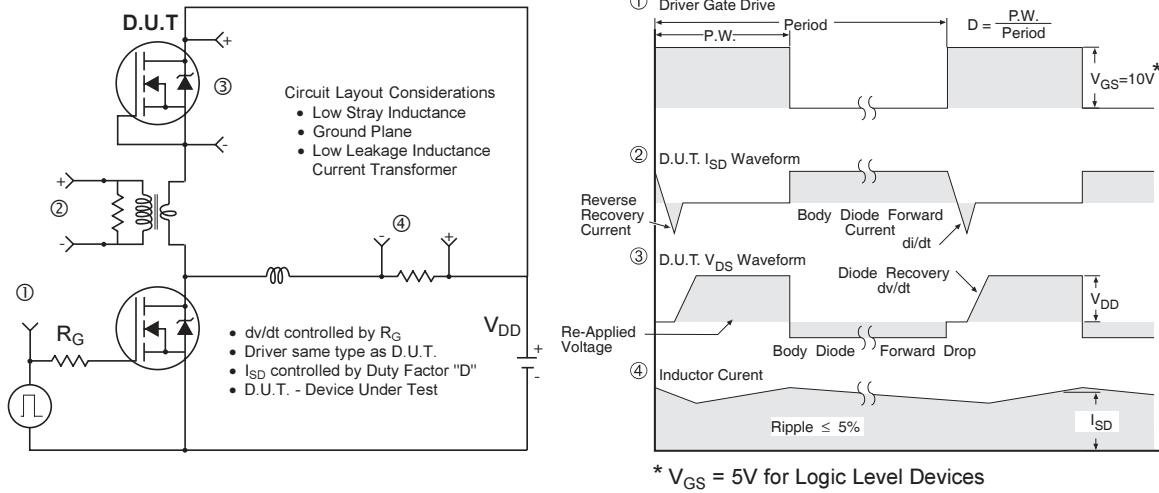 D.U.T
+
③
-
Circuit Layout Considerations
• Low Stray Inductance
• Ground Plane
• Low Leakage Inductance
Current Transformer
+
②
-
④
-
+
①
R_G
V_DD
+
-
• dv/dt controlled by R_G
• Driver same type as D.U.T.
• I_SD controlled by Duty Factor "D"
• D.U.T. - Device Under Test
① Driver Gate Drive
P.W.
Period
D = P.W.
Period
V_GS=10V *
② D.U.T. I_SD Waveform
Reverse
Recovery
Current
Body Diode Forward
Current
di/dt
③ D.U.T. V_DS Waveform
Diode Recovery
dv/dt
V_DD
Re-Applied
Voltage
Body Diode Forward Drop
④ Inductor Curent
Ripple ≤ 5%
I_SD
* V_GS = 5V for Logic Level Devices